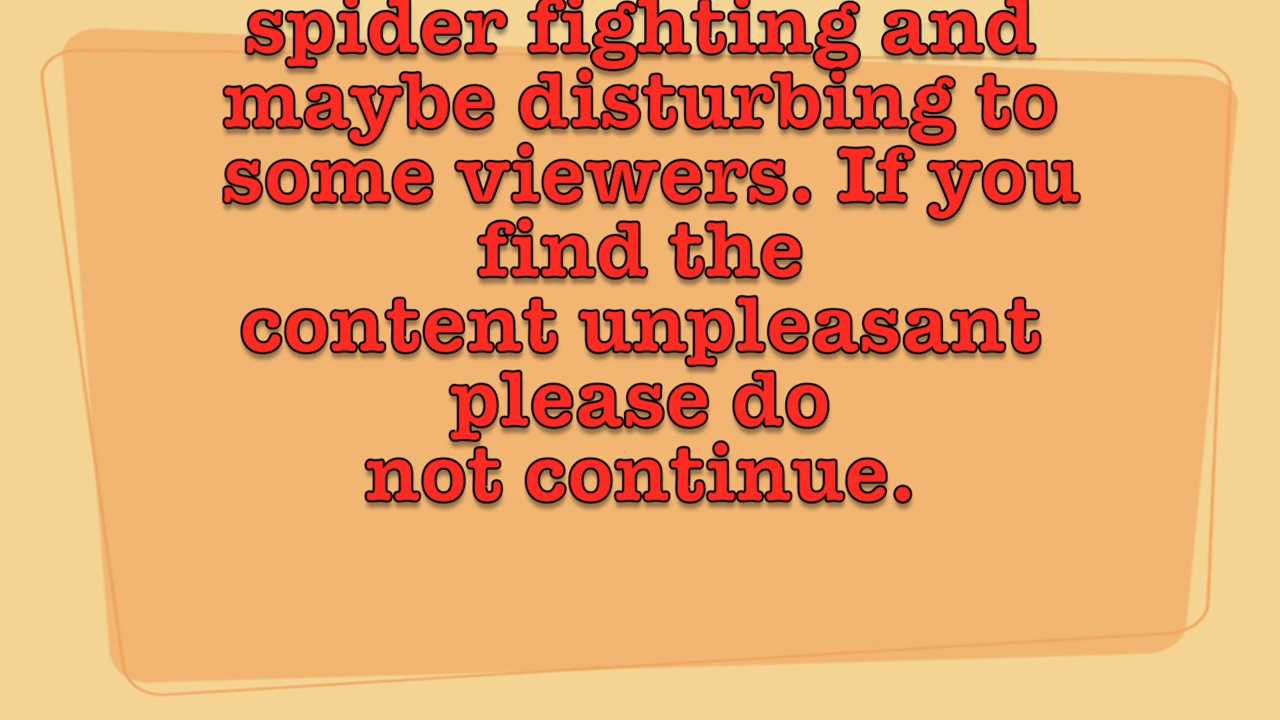 spider fighting and
maybe disturbing to
some viewers. If you
find the
content unpleasant
please do
not continue.